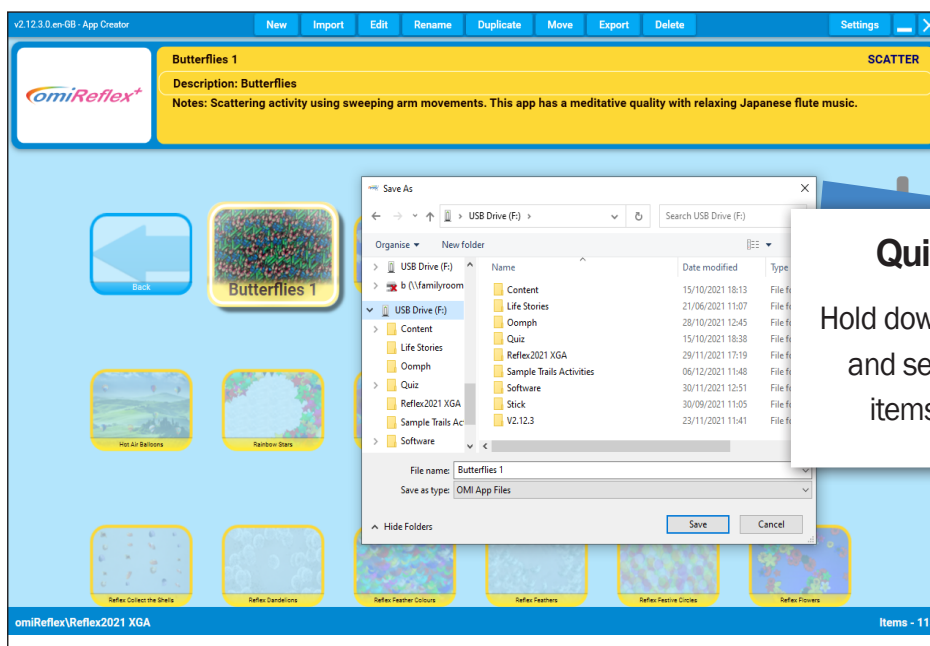 v2.12.3.0.en-GB - App Creator New Import Edit Rename Duplicate Move Export Delete Settings
omiReflex+
Butterflies 1 SCATTER
Description: Butterflies
Notes: Scattering activity using sweeping arm movements. This app has a meditative quality with relaxing Japanese flute music.
Save As
USB Drive (F:) Search USB Drive (F:)
Organise New folder
USB Drive (F:) Name Date modified Type
b (\\familyroom Content 15/10/2021 18:13 File fo
USB Drive (F:) Life Stories 21/06/2021 11:07 File fo
Content Oomph 28/10/2021 12:45 File fo
Life Stories Quiz 15/10/2021 18:38 File fo
Oomph Reflex2021 XGA 29/11/2021 17:19 File fo
Quiz Sample Trails Activities 06/12/2021 11:48 File fo
Reflex2021 XGA Software 30/11/2021 12:51 File fo
Sample Trails Ac Stick 30/09/2021 11:05 File fo
Software V2.12.3 23/11/2021 11:41 File fo
File name: Butterflies 1
Save as type: OMI App Files
Hide Folders Save Cancel
Qui
Hold dow
and se
items
Back
Butterflies 1
Hot Air Balloons Rainbow Stars
Reflex Collect the Shells Reflex Dandelions Reflex Feather Colours Reflex Feathers Reflex Festive Circles Reflex Flowers
omiReflex\Reflex2021 XGA Items - 11